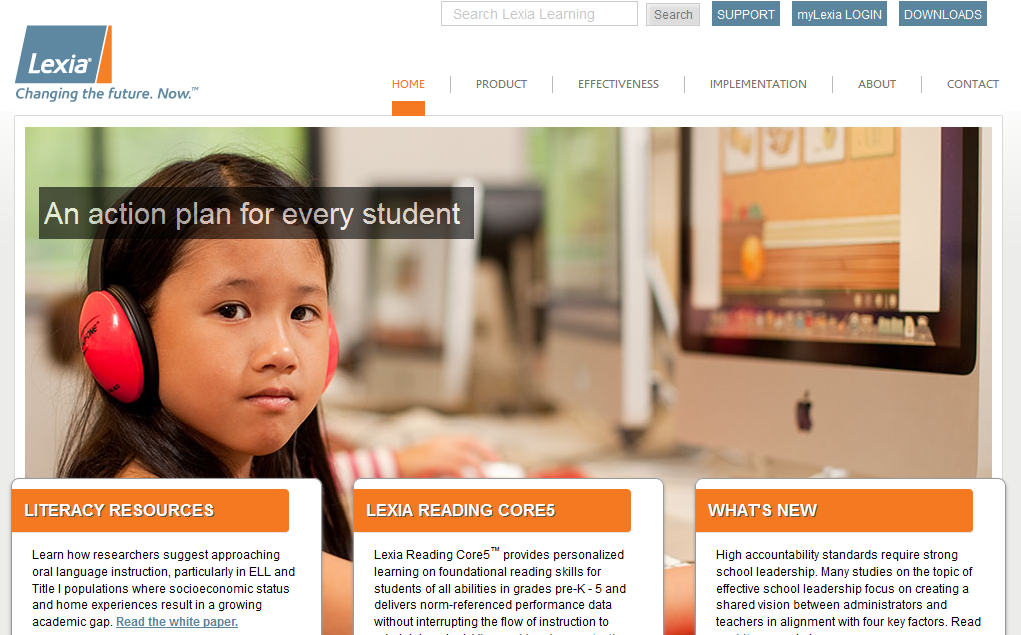 Search Lexia Learning
Search
SUPPORT
myLexia LOGIN
DOWNLOADS
Lexia®
Changing the future. Now.™
HOME
PRODUCT
EFFECTIVENESS
IMPLEMENTATION
ABOUT
CONTACT
An action plan for every student
LITERACY RESOURCES
Learn how researchers suggest approaching
oral language instruction, particularly in ELL and
Title I populations where socioeconomic status
and home experiences result in a growing
academic gap. Read the white paper.
LEXIA READING CORE5
Lexia Reading Core5™ provides personalized
learning on foundational reading skills for
students of all abilities in grades pre-K - 5 and
delivers norm-referenced performance data
without interrupting the flow of instruction to
WHAT'S NEW
High accountability standards require strong
school leadership. Many studies on the topic of
effective school leadership focus on creating a
shared vision between administrators and
teachers in alignment with four key factors. Read